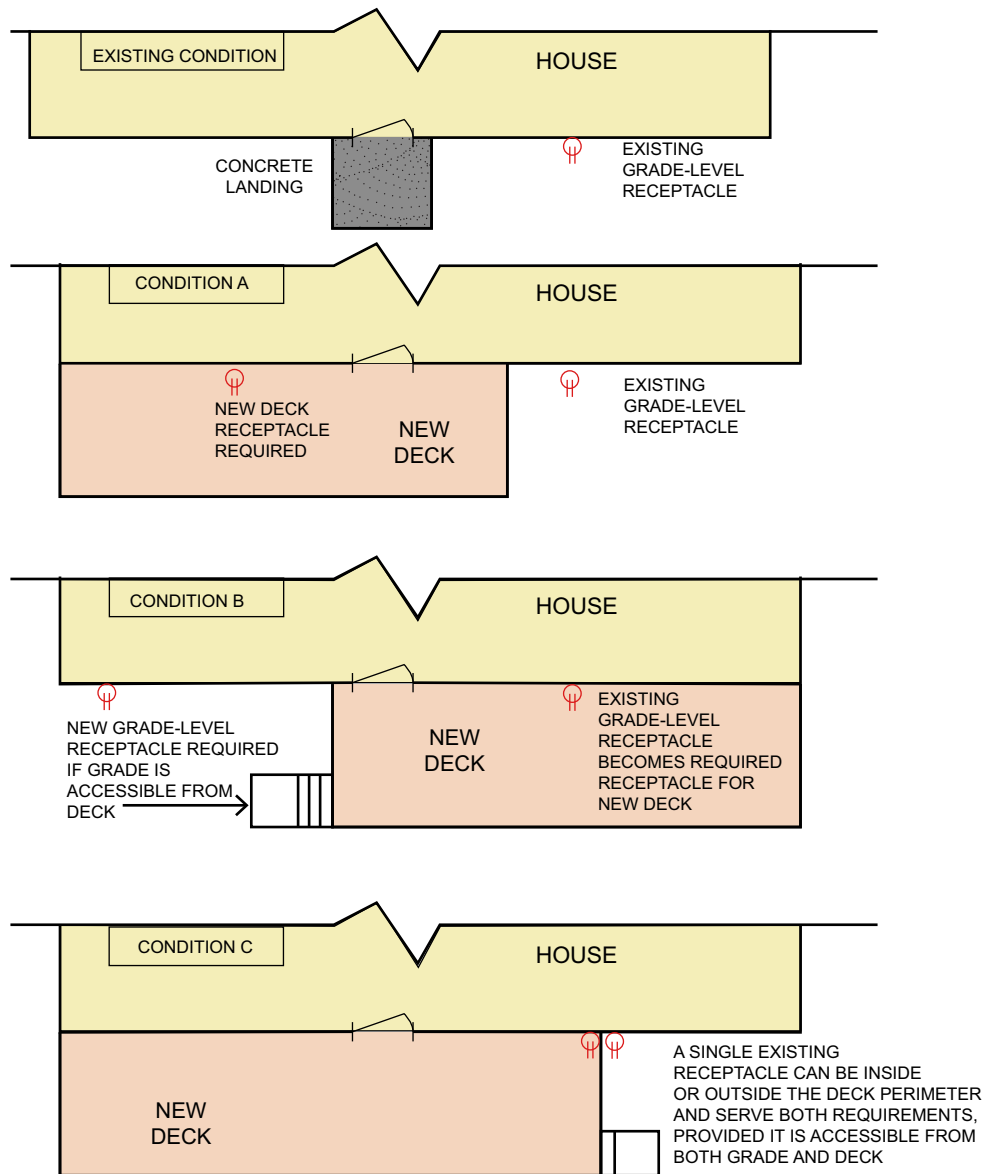 EXISTING CONDITION
HOUSE
CONCRETE
LANDING
EXISTING
GRADE-LEVEL
RECEPTACLE
CONDITION A
HOUSE
NEW DECK
RECEPTACLE
REQUIRED
NEW
DECK
EXISTING
GRADE-LEVEL
RECEPTACLE
CONDITION B
HOUSE
NEW GRADE-LEVEL
RECEPTACLE REQUIRED
IF GRADE IS
ACCESSIBLE FROM
DECK
NEW
DECK
EXISTING
GRADE-LEVEL
RECEPTACLE
BECOMES REQUIRED
RECEPTACLE FOR
NEW DECK
CONDITION C
HOUSE
NEW
DECK
A SINGLE EXISTING
RECEPTACLE CAN BE INSIDE
OR OUTSIDE THE DECK PERIMETER
AND SERVE BOTH REQUIREMENTS,
PROVIDED IT IS ACCESSIBLE FROM
BOTH GRADE AND DECK